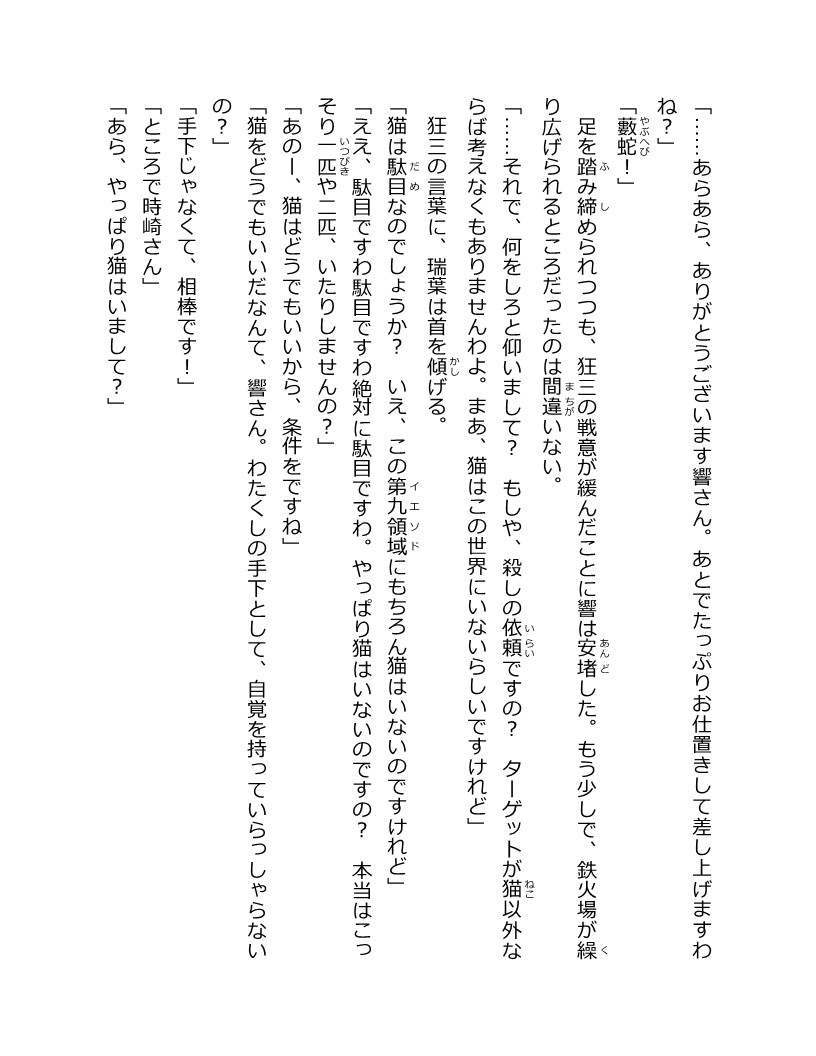 「……あらあら、ありがとうございます響さん。あとでたっぷりお仕置きして差し上げますわ
ね？」
「藪蛇！」
　足を踏み締められつつも、狂三の戦意が緩んだことに響は安堵した。もう少しで、鉄火場が繰
り広げられるところだったのは間違いない。
「……それで、何をしろと仰いまして？　もしや、殺しの依頼ですの？　ターゲットが猫以外な
らば考えなくもありませんわよ。まあ、猫はこの世界にいないらしいですけれど」
　狂三の言葉に、瑞葉は首を傾げる。
「猫は駄目なのでしょうか？　いえ、この第九領域にもちろん猫はいないのですけれど」
「ええ、駄目ですわ駄目ですわ絶対に駄目ですわ。やっぱり猫はいないのですの？　本当はこっ
そり一匹や二匹、いたりしませんの？」
「あのー、猫はどうでもいいから、条件をですね」
「猫をどうでもいいだなんて、響さん。わたくしの手下として、自覚を持っていらっしゃらない
の？」
「手下じゃなくて、相棒です！」
「ところで時崎さん」
「あら、やっぱり猫はいまして？」